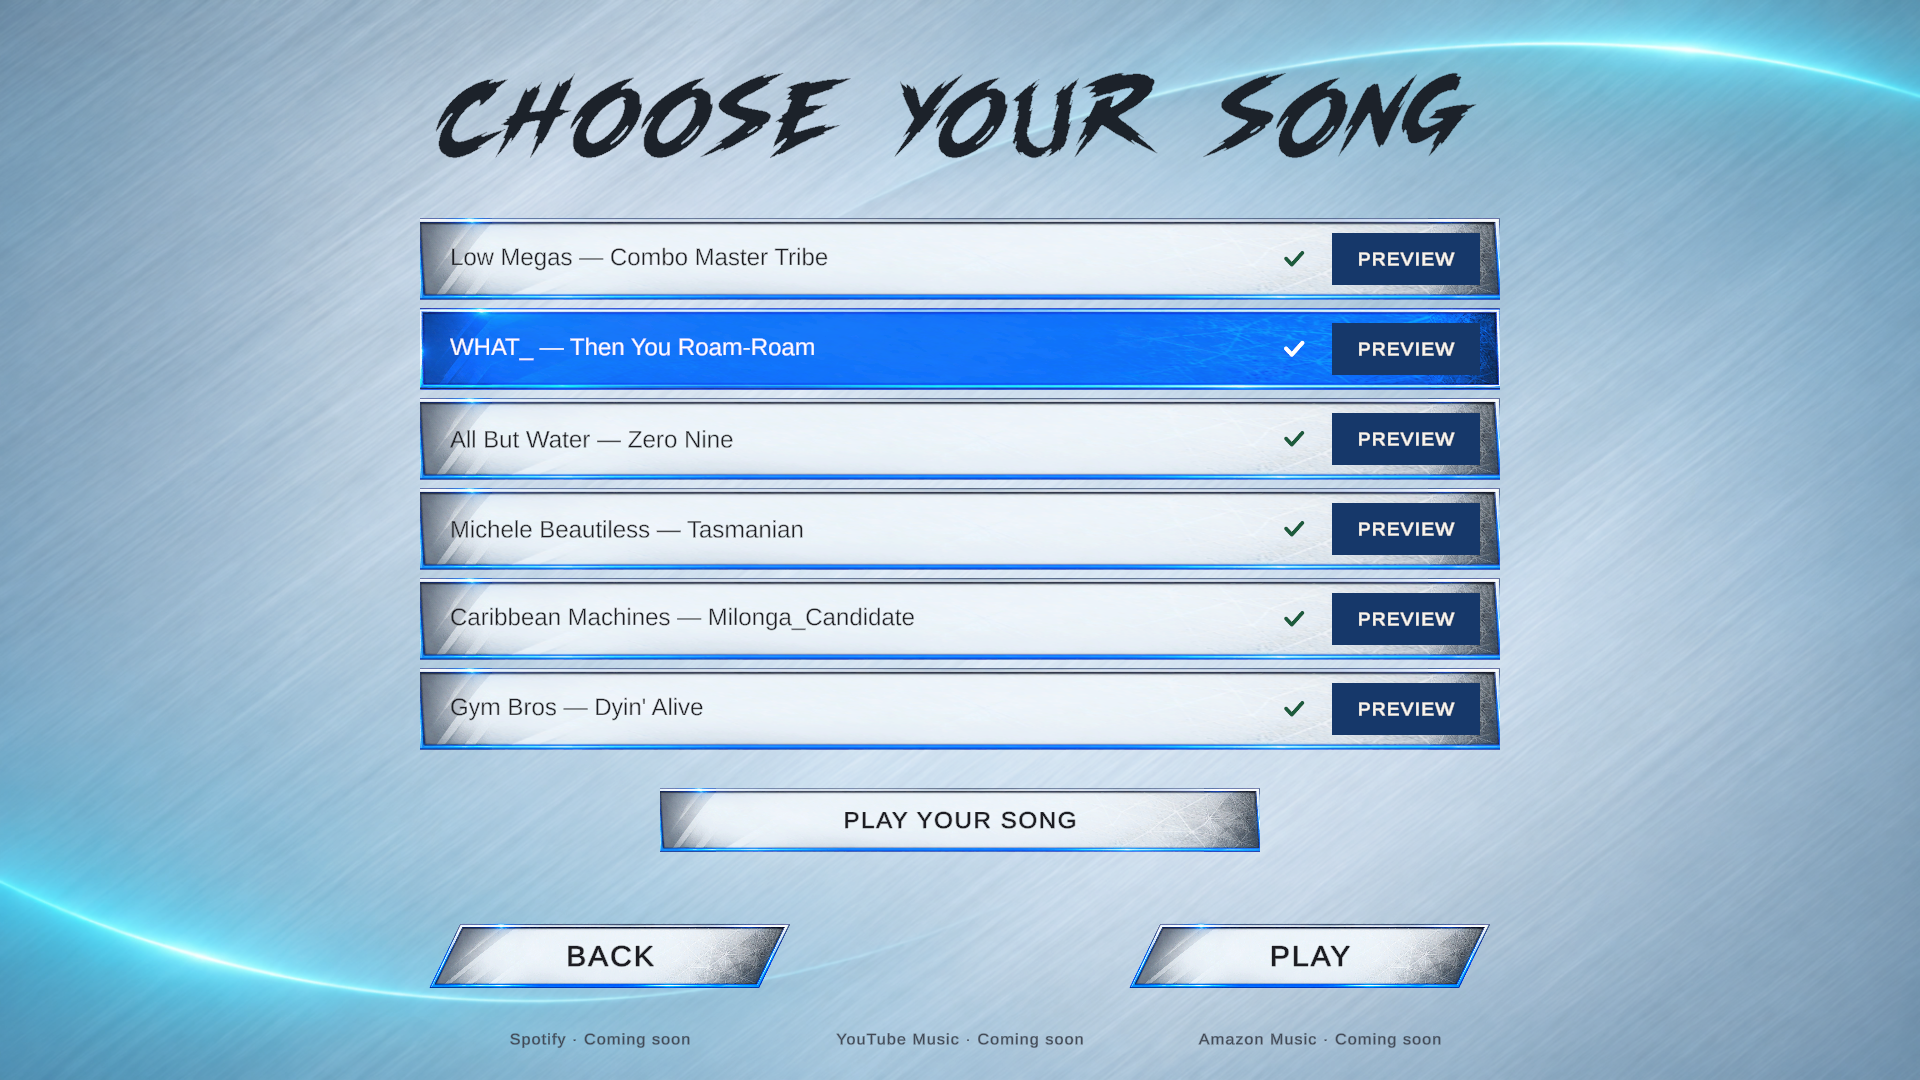 CHOOSE YOUR SONG
Low Megas — Combo Master Tribe
PREVIEW
WHAT_ — Then You Roam-Roam
PREVIEW
All But Water — Zero Nine
PREVIEW
Michele Beautiless — Tasmanian
PREVIEW
Caribbean Machines — Milonga_Candidate
PREVIEW
Gym Bros — Dyin' Alive
PREVIEW
PLAY YOUR SONG
BACK
PLAY
Spotify · Coming soon
YouTube Music · Coming soon
Amazon Music · Coming soon